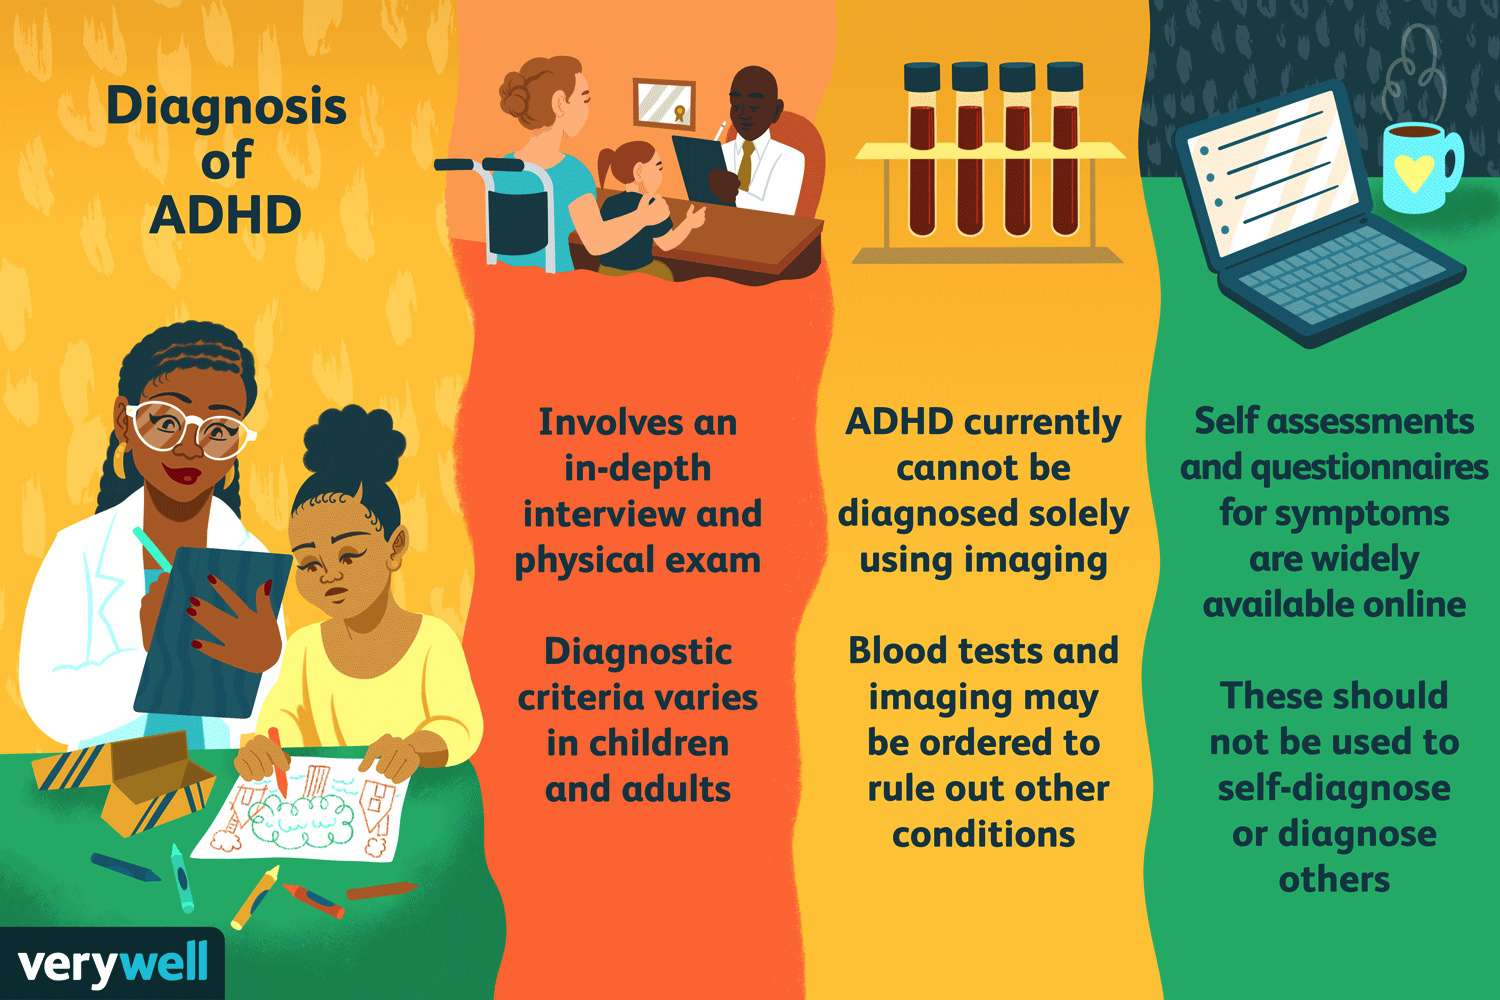 Diagnosis
of
ADHD
Involves an
in-depth
interview and
physical exam
Diagnostic
criteria varies
in children
and adults
ADHD currently
cannot be
diagnosed solely
using imaging
Blood tests and
imaging may
be ordered to
rule out other
conditions
Self assessments
and questionnaires
for symptoms
are widely
available online
These should
not be used to
self-diagnose
or diagnose
others
verywell